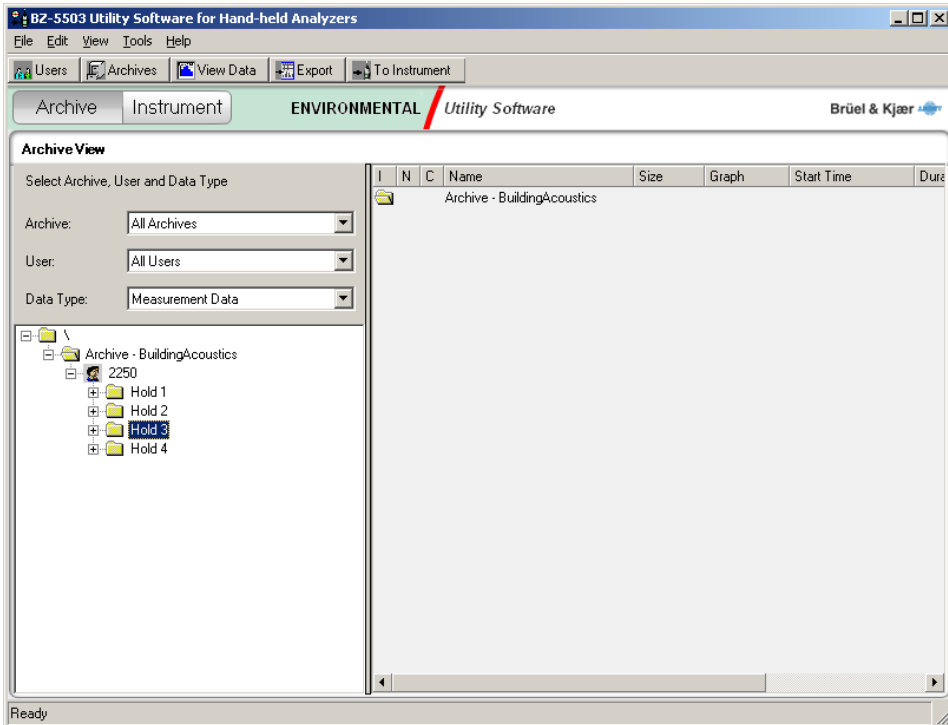 BZ-5503 Utility Software for Hand-held Analyzers
File Edit View Tools Help
Users Archives View Data Export To Instrument
Archive Instrument ENVIRONMENTAL Utility Software Brüel & Kjær
Archive View
Select Archive, User and Data Type
Archive: All Archives
User: All Users
Data Type: Measurement Data
\
Archive - BuildingAcoustics
2250
Hold 1
Hold 2
Hold 3
Hold 4
I N C Name Size Graph Start Time Dura
Archive - BuildingAcoustics
Ready